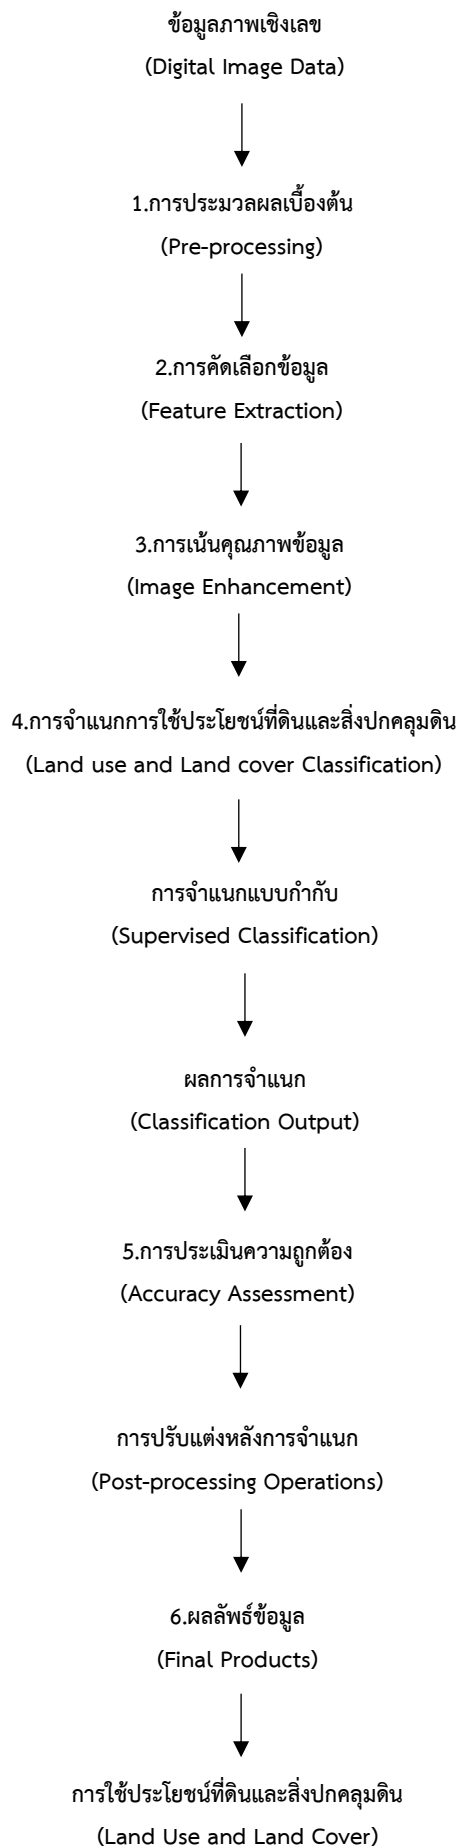 ข้อมูลภาพเชิงเลข
(Digital Image Data)
1.การประมวลผลเบื้องต้น
(Pre-processing)
2.การคัดเลือกข้อมูล
(Feature Extraction)
3.การเน้นคุณภาพข้อมูล
(Image Enhancement)
4.การจำแนกการใช้ประโยชน์ที่ดินและสิ่งปกคลุมดิน
(Land use and Land cover Classification)
การจำแนกแบบกำกับ
(Supervised Classification)
ผลการจำแนก
(Classification Output)
5.การประเมินความถูกต้อง
(Accuracy Assessment)
การปรับแต่งหลังการจำแนก
(Post-processing Operations)
6.ผลลัพธ์ข้อมูล
(Final Products)
การใช้ประโยชน์ที่ดินและสิ่งปกคลุมดิน
(Land Use and Land Cover)